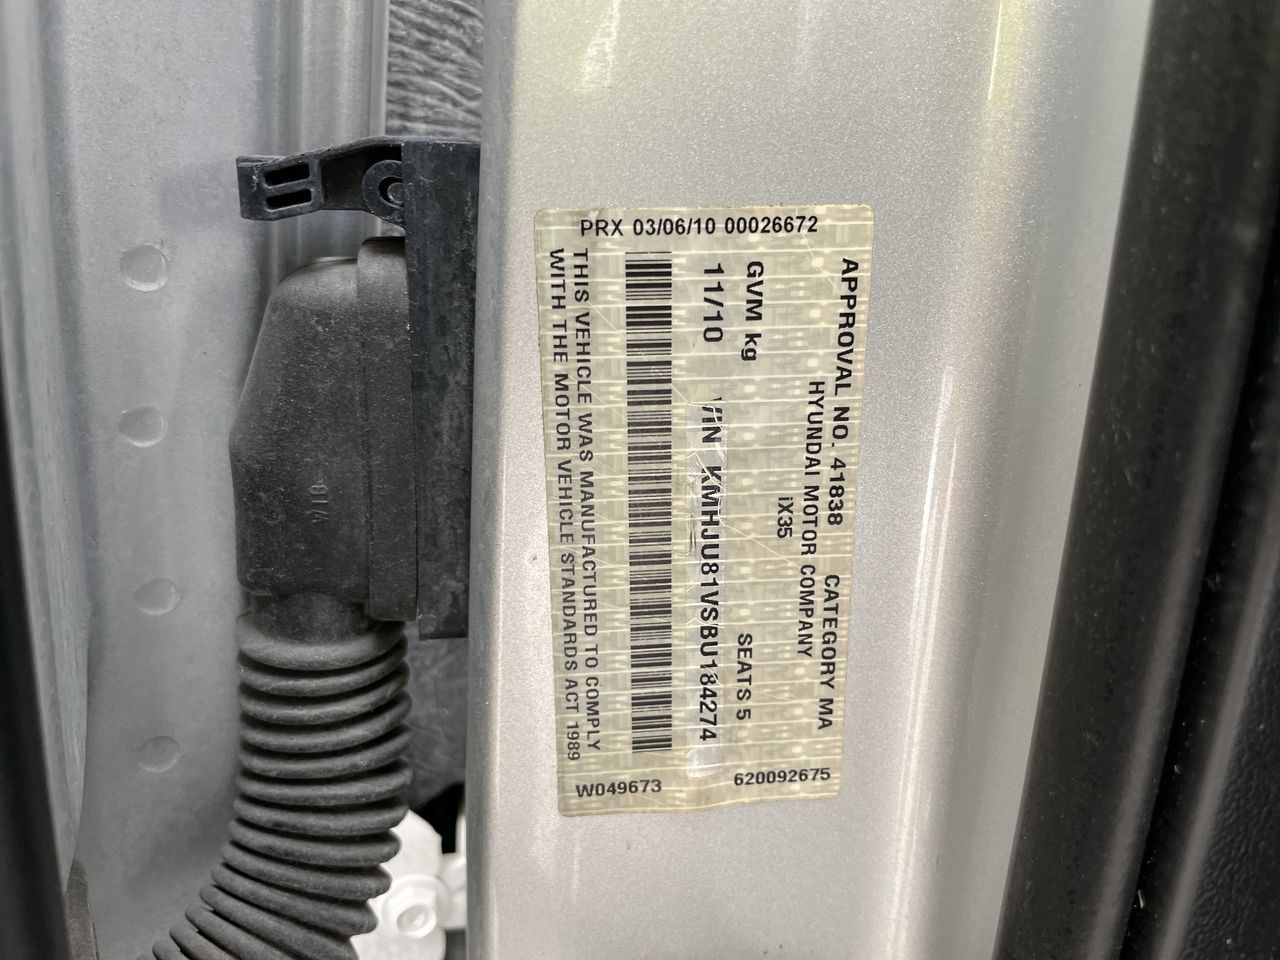 PRX 03/06/10 00026672
APPROVAL NO. 41838 CATEGORY MA
HYUNDAI MOTOR COMPANY
iX35
GVM kg SEATS 5
11/10 VIN KMHJU81VSBU184274
THIS VEHICLE WAS MANUFACTURED TO COMPLY
WITH THE MOTOR VEHICLE STANDARDS ACT 1989
W049673 620092675